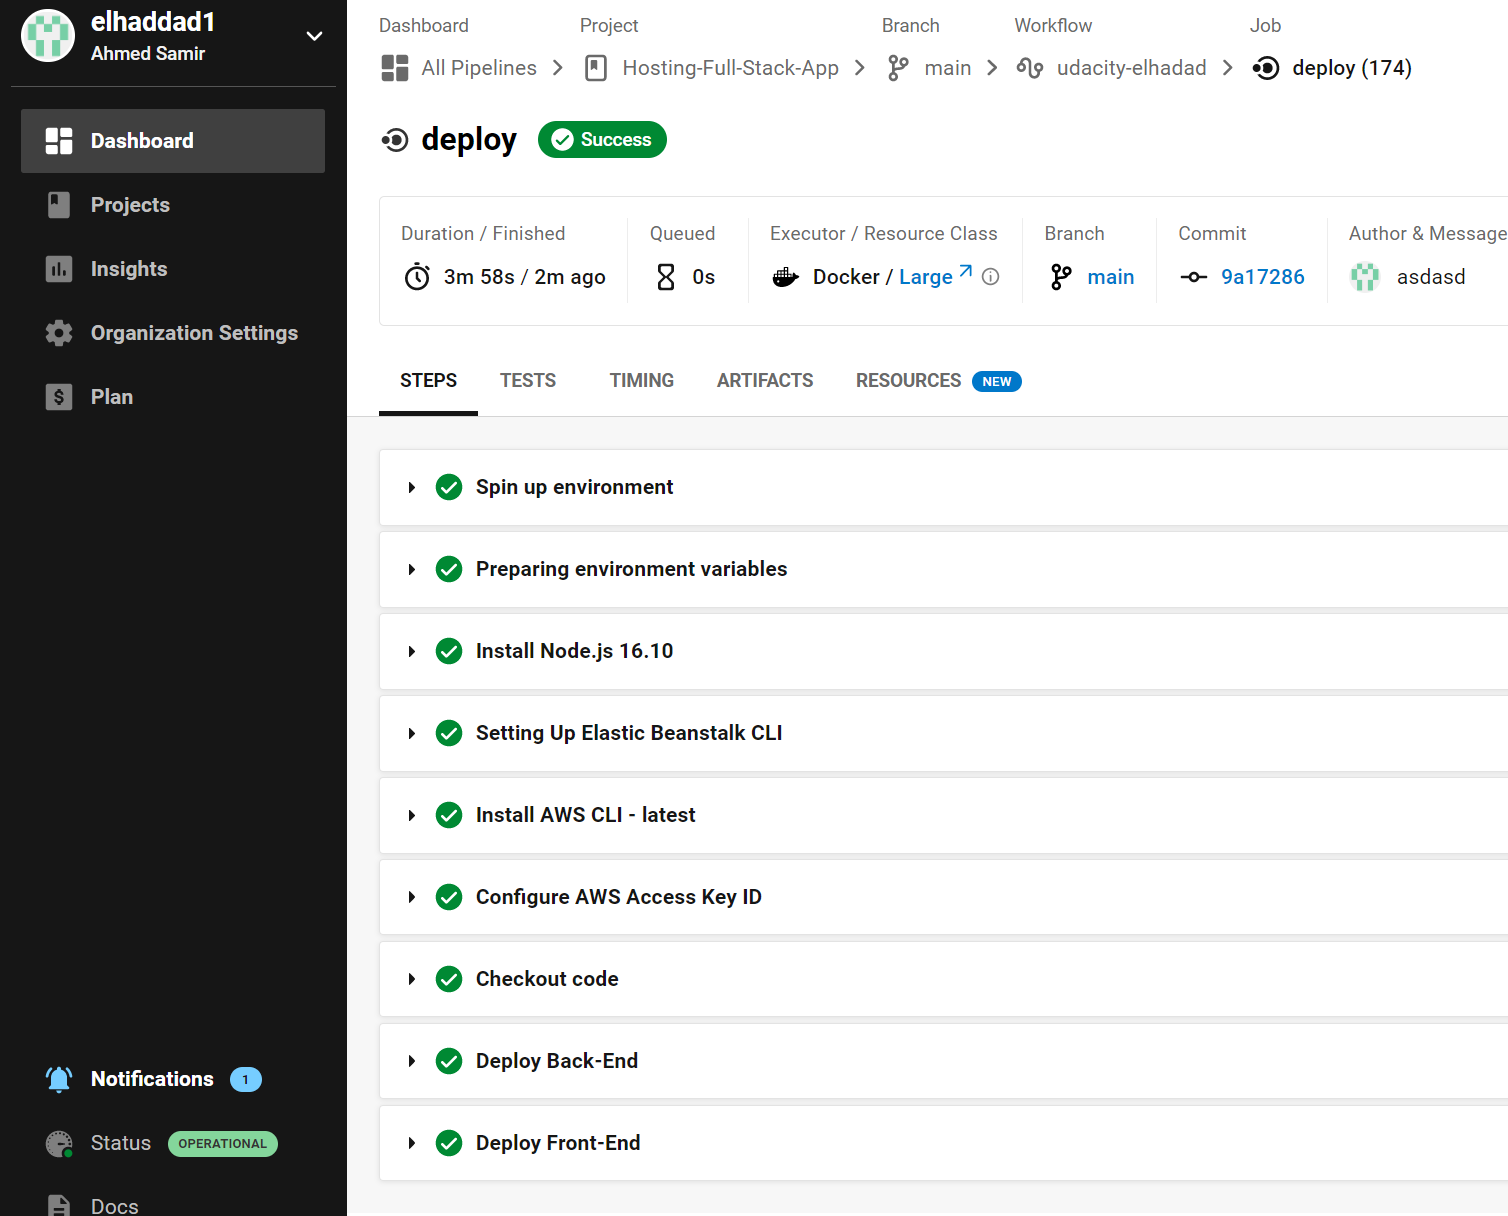 elhaddad1
Ahmed Samir
Dashboard
Projects
Insights
Organization Settings
Plan
Notifications 1
Status OPERATIONAL
Docs
Dashboard Project Branch Workflow Job
All Pipelines Hosting-Full-Stack-App main udacity-elhadad deploy (174)
deploy Success
Duration / Finished Queued Executor / Resource Class Branch Commit Author & Message
3m 58s / 2m ago 0s Docker / Large main 9a17286 asdasd
STEPS TESTS TIMING ARTIFACTS RESOURCES NEW
Spin up environment
Preparing environment variables
Install Node.js 16.10
Setting Up Elastic Beanstalk CLI
Install AWS CLI - latest
Configure AWS Access Key ID
Checkout code
Deploy Back-End
Deploy Front-End